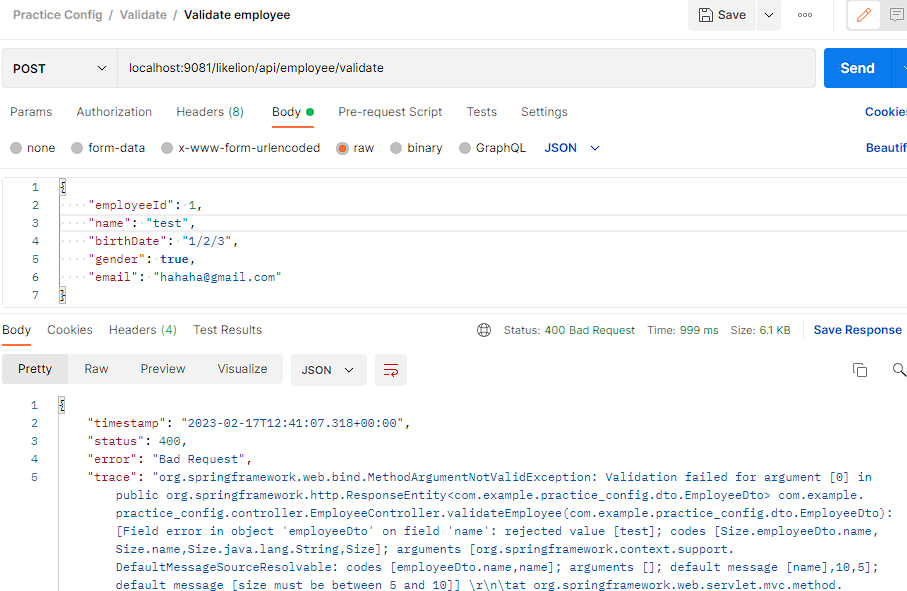 Practice Config / Validate / Validate employee
Save
POST
localhost:9081/likelion/api/employee/validate
Send
Params Authorization Headers (8) Body Pre-request Script Tests Settings Cookies
none form-data x-www-form-urlencoded raw binary GraphQL JSON Beautif
1 {
2 "employeeId": 1,
3 "name": "test",
4 "birthDate": "1/2/3",
5 "gender": true,
6 "email": "hahaha@gmail.com"
7 }
Body Cookies Headers (4) Test Results Status: 400 Bad Request Time: 999 ms Size: 6.1 KB Save Response
Pretty Raw Preview Visualize JSON
1 {
2 "timestamp": "2023-02-17T12:41:07.318+00:00",
3 "status": 400,
4 "error": "Bad Request",
5 "trace": "org.springframework.web.bind.MethodArgumentNotValidException: Validation failed for argument [0] in
public org.springframework.http.ResponseEntity<com.example.practice_config.dto.EmployeeDto> com.example.
practice_config.controller.EmployeeController.validateEmployee(com.example.practice_config.dto.EmployeeDto):
[Field error in object 'employeeDto' on field 'name': rejected value [test]; codes [Size.employeeDto.name,
Size.name,Size.java.lang.String,Size]; arguments [org.springframework.context.support.
DefaultMessageSourceResolvable: codes [employeeDto.name,name]; arguments []; default message [name],10,5];
default message [size must be between 5 and 10]] \r\n\tat org.springframework.web.servlet.mvc.method.